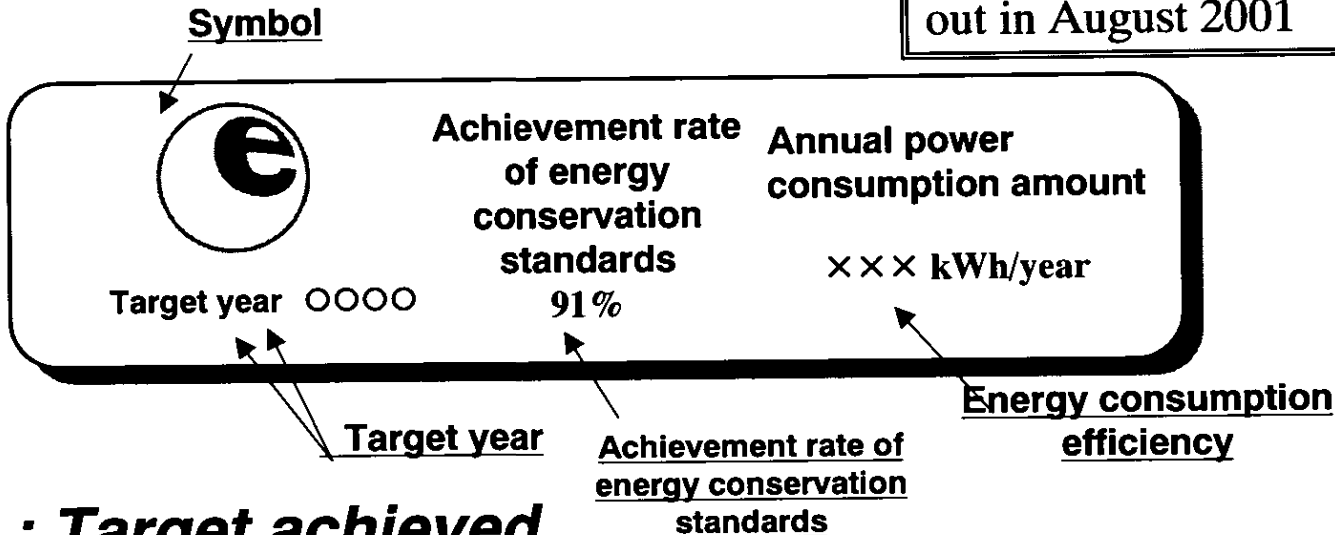 Symbol
out in August 2001
e
Achievement rate
of energy
conservation
standards
91%
Annual power
consumption amount
××× kWh/year
Target year ○○○○
Target year
Achievement rate of
energy conservation
standards
Energy consumption
efficiency
: Target achieved